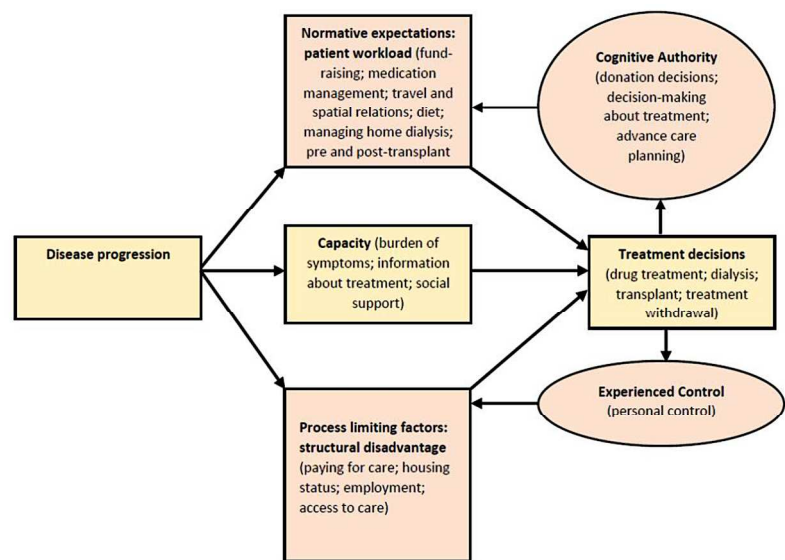 Normative expectations:
patient workload (fund-
raising; medication
management; travel and
spatial relations; diet;
managing home dialysis;
pre and post-transplant
Cognitive Authority
(donation decisions;
decision-making
about treatment;
advance care
planning)
Disease progression
Capacity (burden of
symptoms; information
about treatment; social
support)
Treatment decisions
(drug treatment; dialysis;
transplant; treatment
withdrawal)
Process limiting factors:
structural disadvantage
(paying for care; housing
status; employment;
access to care)
Experienced Control
(personal control)